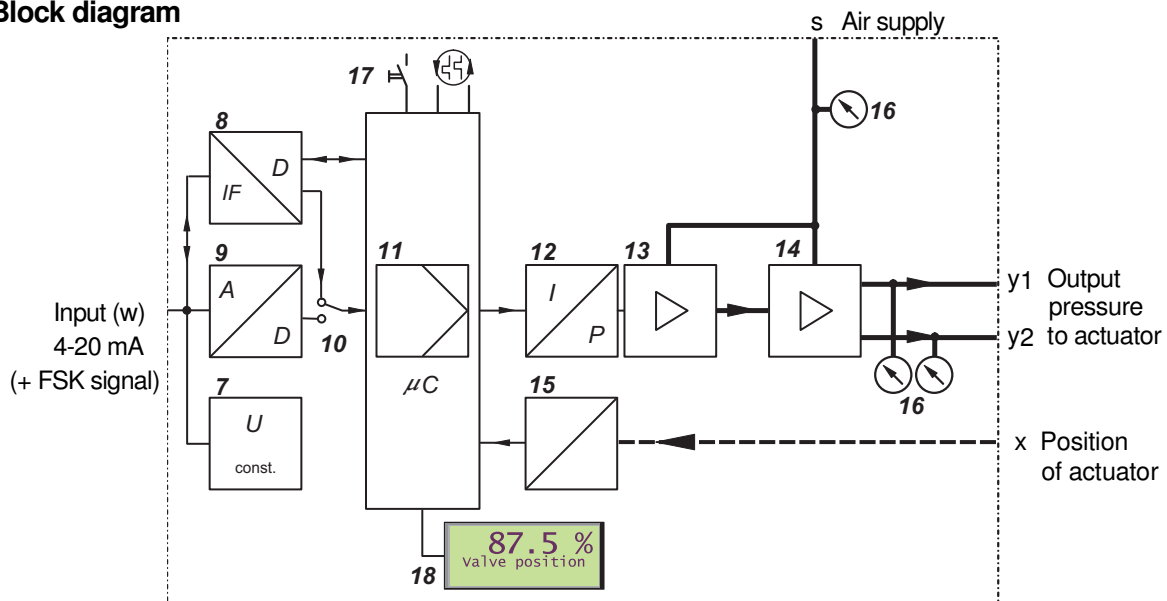 Block diagram
s Air supply
17
16
8
D
IF
9
A
D
10
11
12
I
P
13
14
Input (w)
4-20 mA
(+ FSK signal)
y1 Output
pressure
y2 to actuator
16
μC
7
U
const.
15
x Position
of actuator
87.5 %
Valve position
18